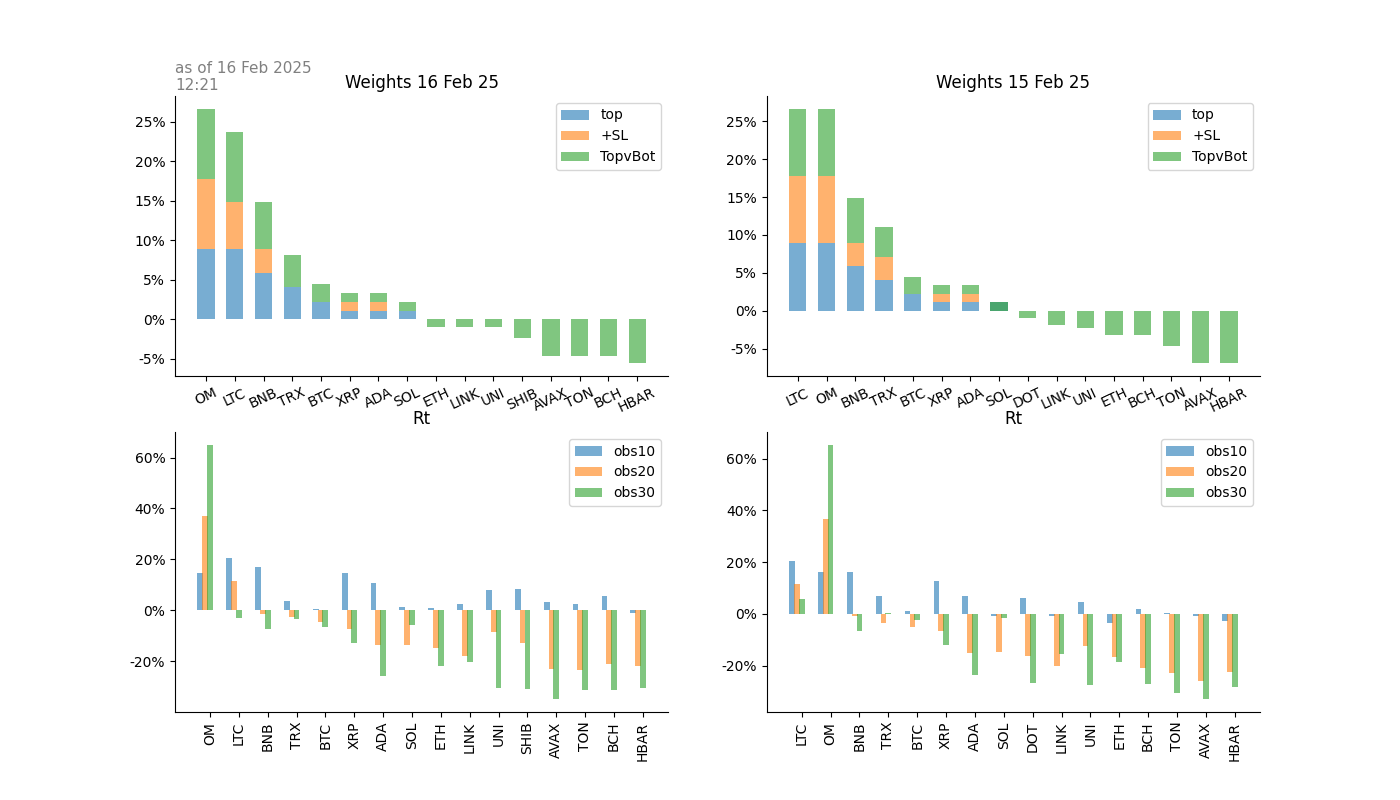 as of 16 Feb 2025
12:21
Weights 16 Feb 25
top
+SL
TopvBot
25%
20%
15%
10%
5%
0%
-5%
OM LTC BNB TRX BTC XRP ADA SOL ETH LINK UNI SHIB AVAX TON BCH HBAR
Weights 15 Feb 25
top
+SL
TopvBot
25%
20%
15%
10%
5%
0%
-5%
LTC OM BNB TRX BTC XRP ADA SOL DOT LINK UNI ETH BCH TON AVAX HBAR
Rt
obs10
obs20
obs30
60%
40%
20%
0%
-20%
OM LTC BNB TRX BTC XRP ADA SOL ETH LINK UNI SHIB AVAX TON BCH HBAR
Rt
obs10
obs20
obs30
60%
40%
20%
0%
-20%
LTC OM BNB TRX BTC XRP ADA SOL DOT LINK UNI ETH BCH TON AVAX HBAR